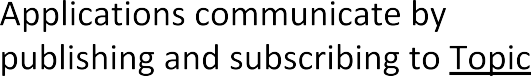 Applications communicate by
publishing and subscribing to Topic